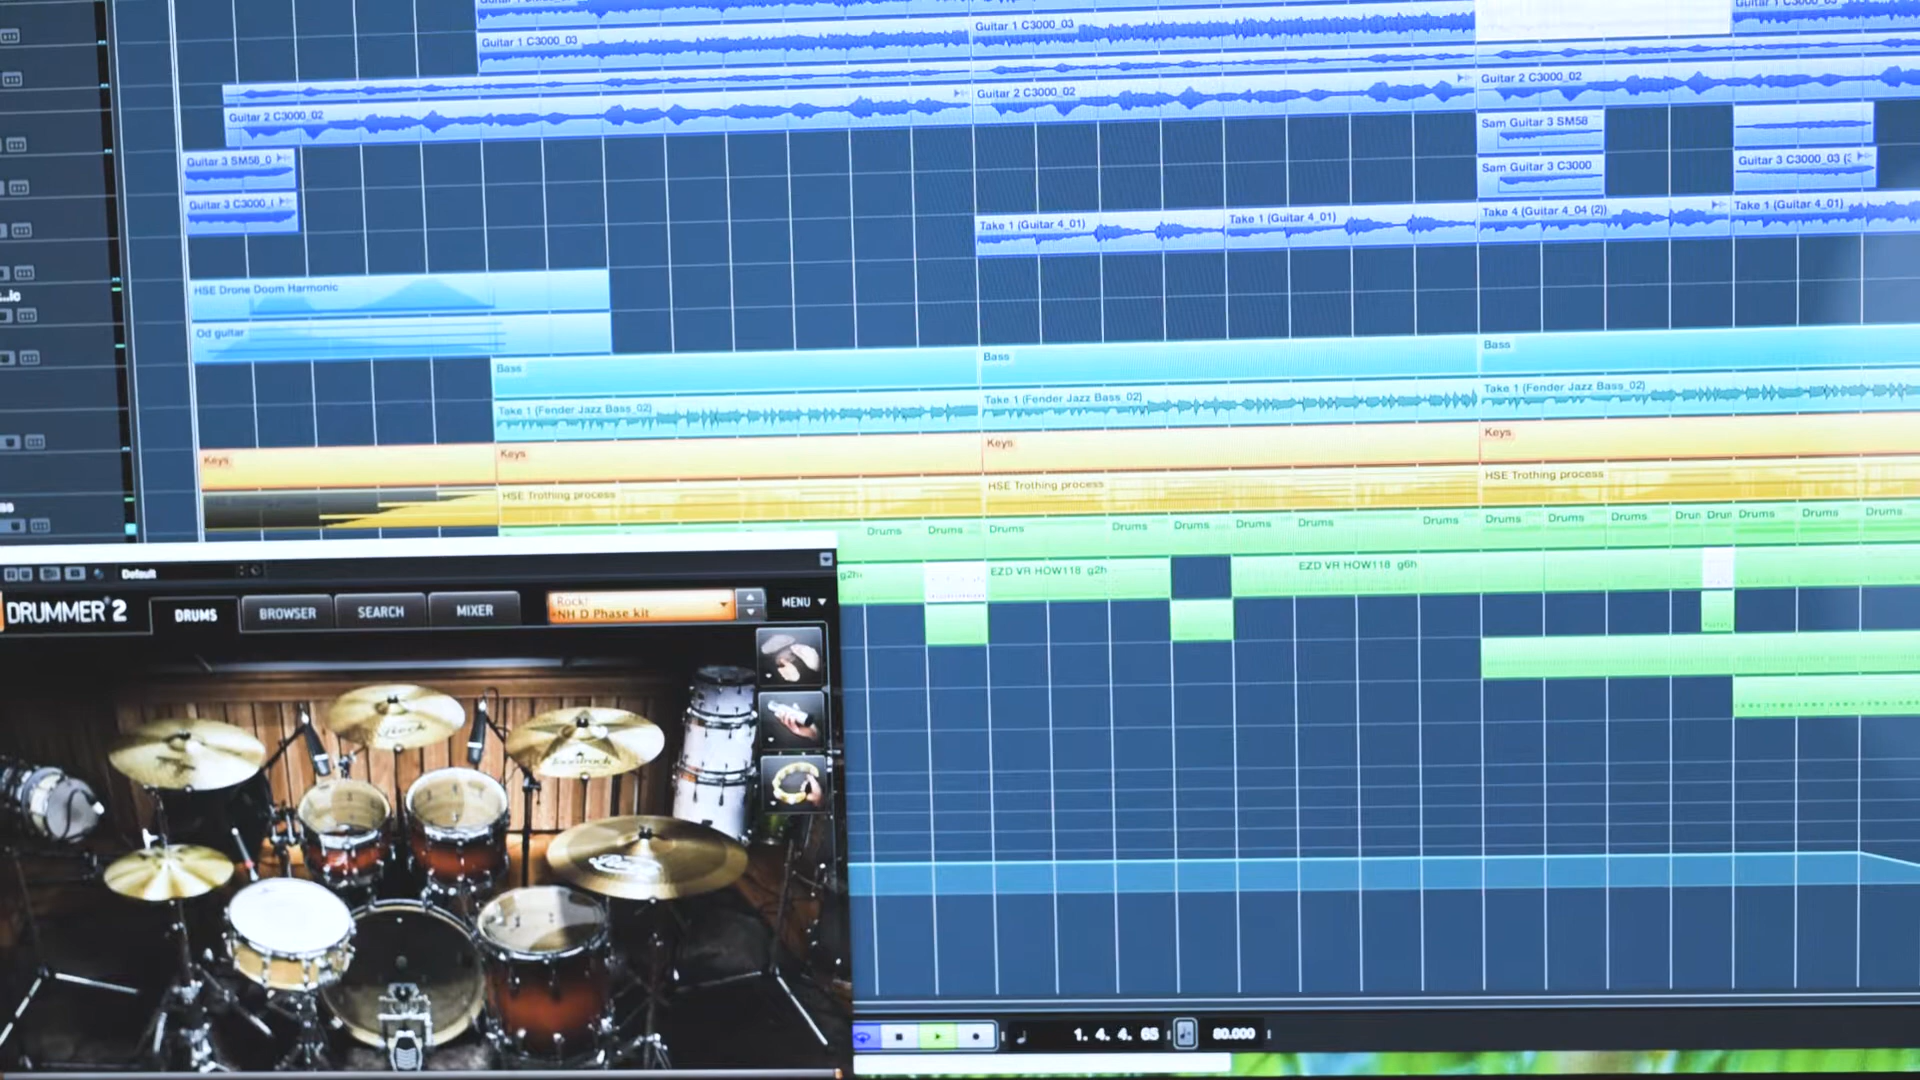 Guitar 1 C3000_03
Guitar 1 C3000_03
Guitar 2 C3000_02
Guitar 2 C3000_02
Guitar 2 C3000_02
Sam Guitar 3 SM58
Guitar 3 SM58_0
Sam Guitar 3 C3000
Guitar 3 C3000_03 (2
Guitar 3 C3000_(
Take 1 (Guitar 4_01)
Take 1 (Guitar 4_01)
Take 4 (Guitar 4_04 (2))
Take 1 (Guitar 4_01)
HSE Drone Doom Harmonic
Od guitar
Bass
Bass
Bass
Take 1 (Fender Jazz Bass_02)
Take 1 (Fender Jazz Bass_02)
Take 1 (Fender Jazz Bass_02)
Keys
Keys
Keys
Keys
HSE Trothing process
HSE Trothing process
HSE Trothing process
Drums Drums Drums Drums Drums Drums Drums Drums Drums Drums Drums Drum Drun Drums Drums Drums
g2h
EZD VR HOW118 g2h
EZD VR HOW118 g6h
Default
DRUMMER 2
DRUMS
BROWSER
SEARCH
MIXER
Rock!
NH D Phase kit
MENU
1. 4. 4. 65
80.000